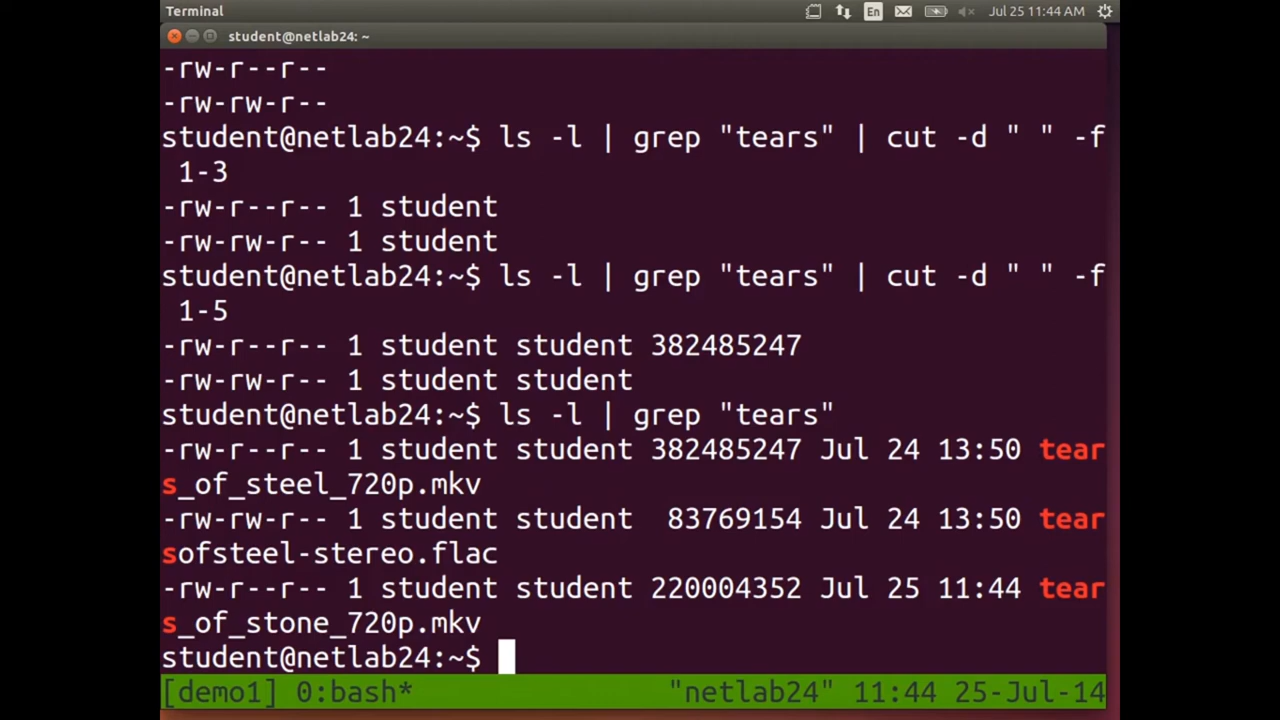 Terminal
En
Jul 25 11:44 AM
student@netlab24: ~
-rw-r--r--
-rw-rw-r--
student@netlab24:~$ ls -l | grep "tears" | cut -d " " -f
 1-3
-rw-r--r-- 1 student
-rw-rw-r-- 1 student
student@netlab24:~$ ls -l | grep "tears" | cut -d " " -f
 1-5
-rw-r--r-- 1 student student 382485247
-rw-rw-r-- 1 student student
student@netlab24:~$ ls -l | grep "tears"
-rw-r--r-- 1 student student 382485247 Jul 24 13:50 tear
s_of_steel_720p.mkv
-rw-rw-r-- 1 student student  83769154 Jul 24 13:50 tear
sofsteel-stereo.flac
-rw-r--r-- 1 student student 220004352 Jul 25 11:44 tear
s_of_stone_720p.mkv
student@netlab24:~$
[demo1] 0:bash* "netlab24" 11:44 25-Jul-14